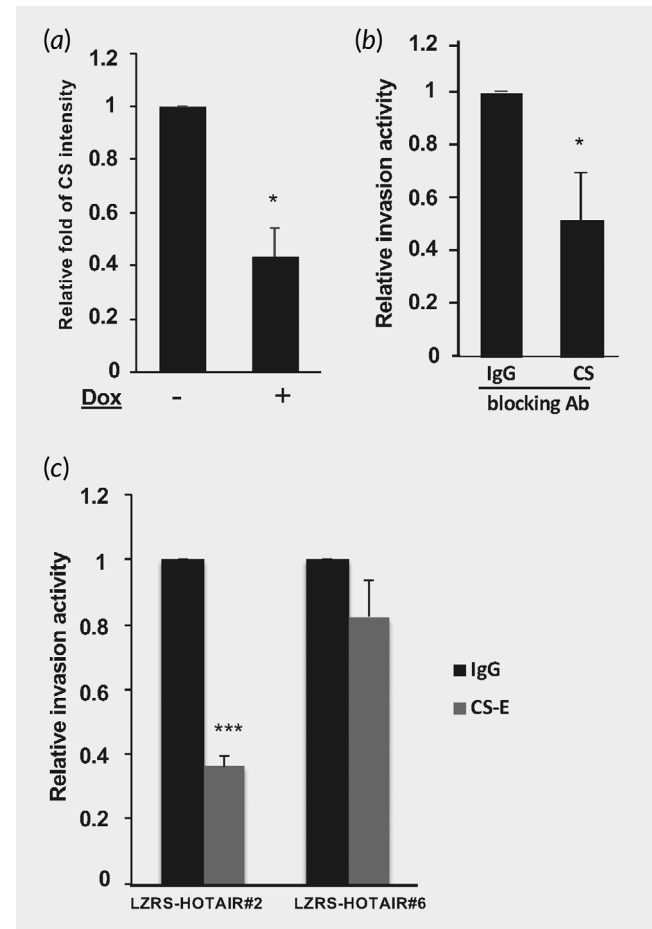 (a)
Relative fold of CS intensity
1.2
1
0.8
0.6
0.4
0.2
0
*
Dox - +
(b)
Relative invasion activity
1.2
1
0.8
0.6
0.4
0.2
0
*
IgG CS
blocking Ab
(c)
Relative invasion activity
1.2
1
0.8
0.6
0.4
0.2
0
***
LZRS-HOTAIR#2 LZRS-HOTAIR#6
IgG
CS-E